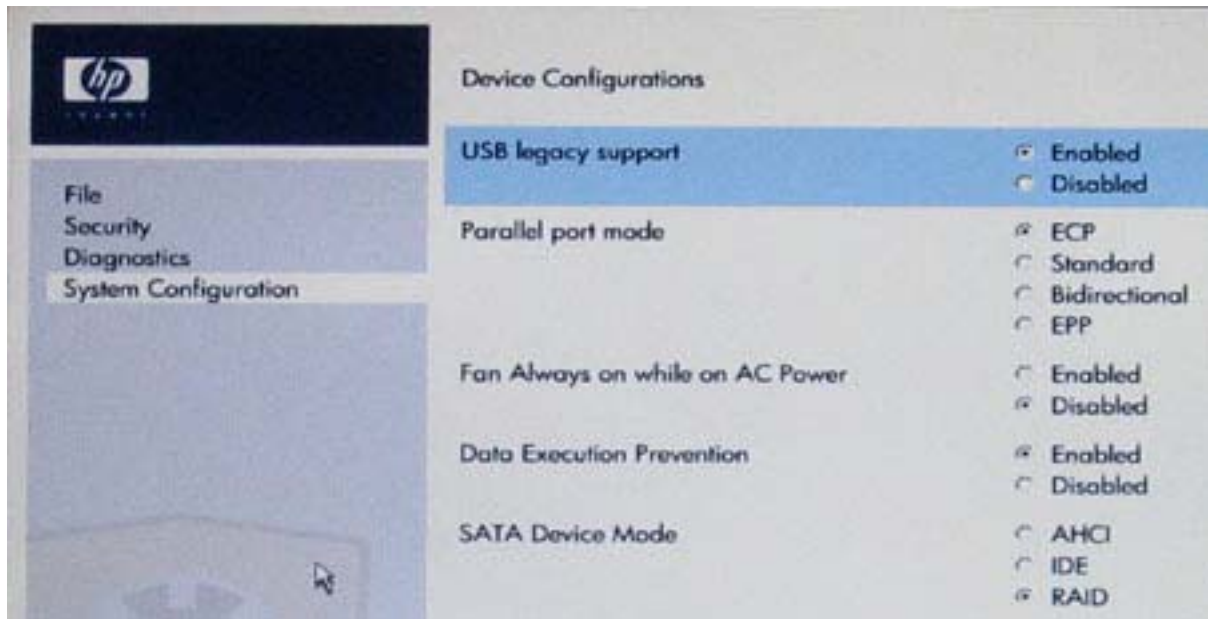 hp
Device Configurations
File
Security
Diagnostics
System Configuration
USB legacy support
Enabled
Disabled
Parallel port mode
ECP
Standard
Bidirectional
EPP
Fan Always on while on AC Power
Enabled
Disabled
Data Execution Prevention
Enabled
Disabled
SATA Device Mode
AHCI
IDE
RAID